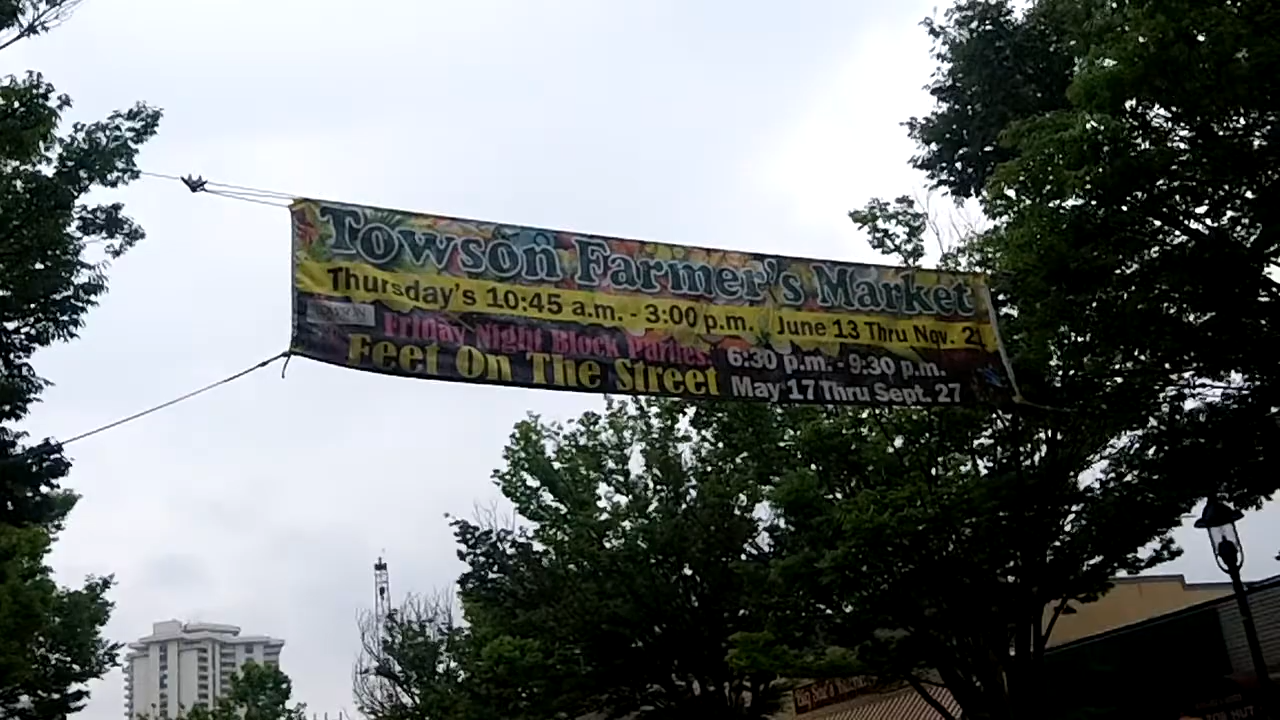 Towson Farmer's Market
Thursday's 10:45 a.m. - 3:00 p.m. June 13 Thru Nov. 21
Friday Night Block Parties 6:30 p.m. - 9:30 p.m.
Feet On The Street May 17 Thru Sept. 27